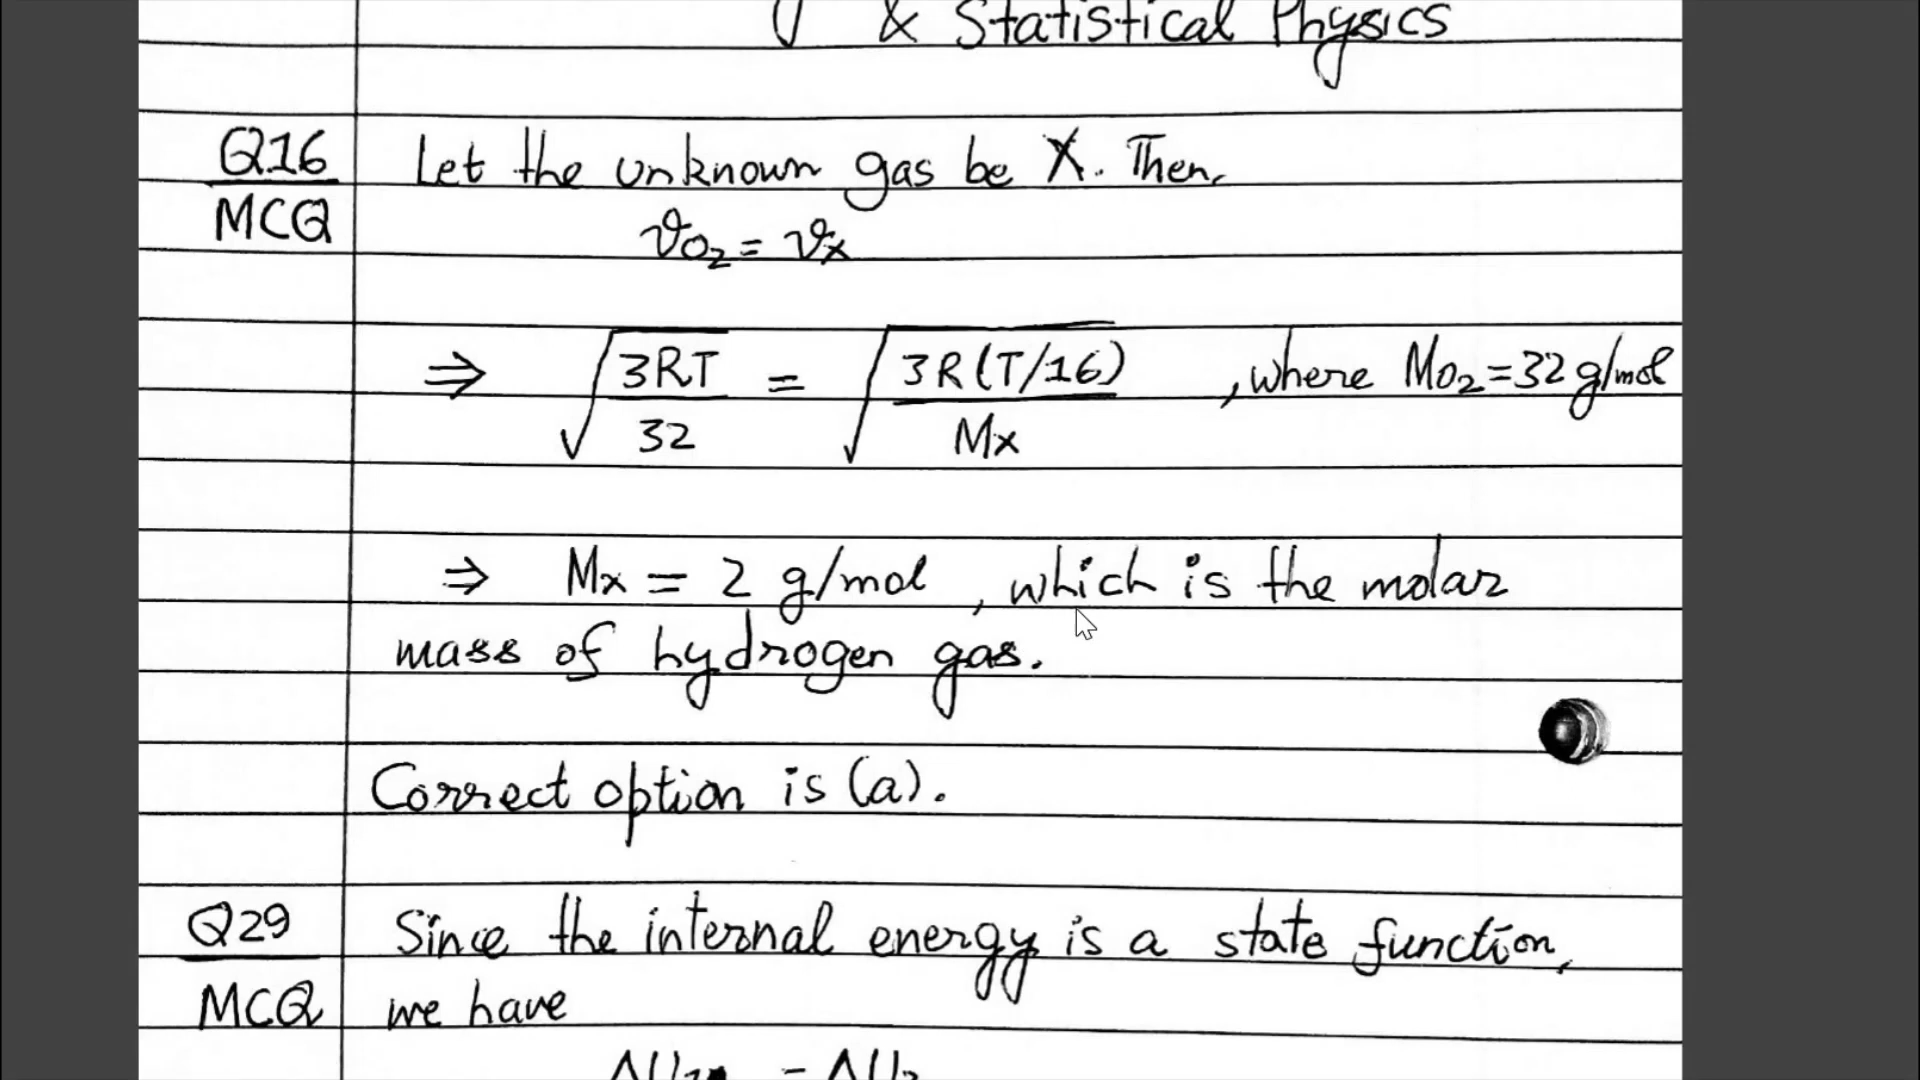 & Statistical Physics
Q16 Let the unknown gas be X. Then,
MCQ
vO₂ = vx
⇒ √(3RT/32) = √(3R(T/16)/Mx) , where MO₂ = 32 g/mol
⇒ Mx = 2 g/mol , which is the molar
mass of hydrogen gas.
Correct option is (a).
Q29 Since the internal energy is a state function,
MCQ we have